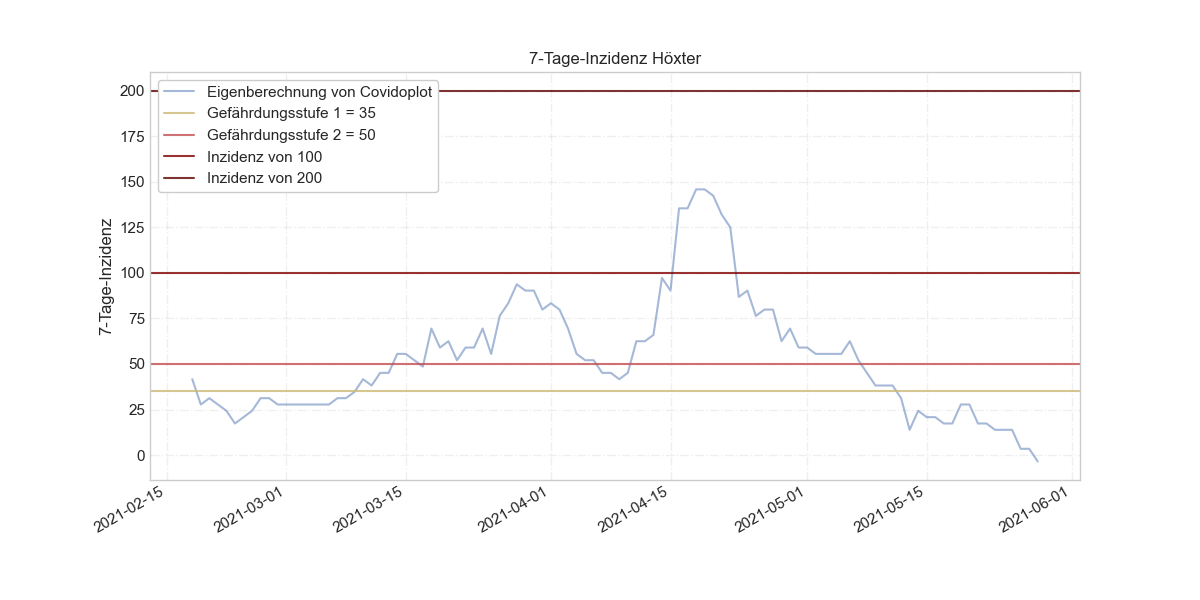 7-Tage-Inzidenz Höxter
Eigenberechnung von Covidoplot
Gefährdungsstufe 1 = 35
Gefährdungsstufe 2 = 50
Inzidenz von 100
Inzidenz von 200
7-Tage-Inzidenz
200
175
150
125
100
75
50
25
0
2021-02-15
2021-03-01
2021-03-15
2021-04-01
2021-04-15
2021-05-01
2021-05-15
2021-06-01